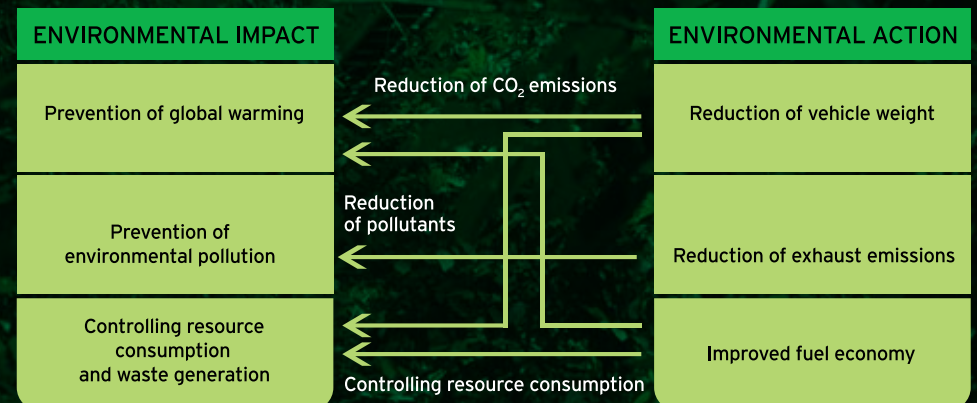 ENVIRONMENTAL IMPACT
Prevention of global warming
Prevention of
environmental pollution
Controlling resource
consumption
and waste generation
Reduction of CO₂ emissions
Reduction
of pollutants
Controlling resource consumption
ENVIRONMENTAL ACTION
Reduction of vehicle weight
Reduction of exhaust emissions
Improved fuel economy